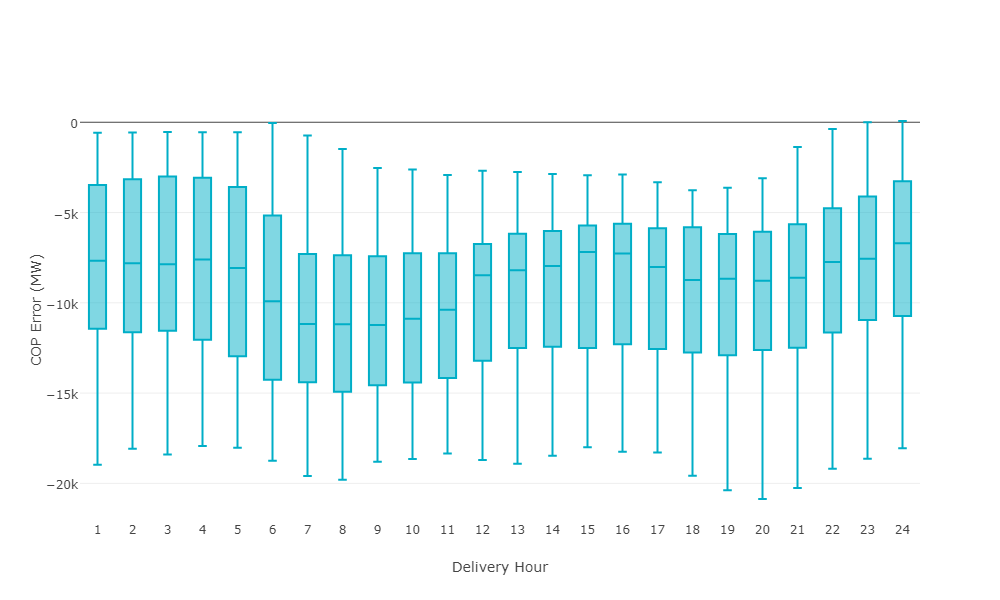 0
−5k
−10k
−15k
−20k
COP Error (MW)
1 2 3 4 5 6 7 8 9 10 11 12 13 14 15 16 17 18 19 20 21 22 23 24
Delivery Hour